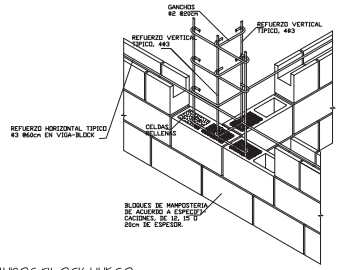 GANCHOS
#2 @20cm
REFUERZO VERTICAL
TIPICO, 4#3
REFUERZO VERTICAL
TIPICO, 4#3
REFUERZO HORIZONTAL TIPICO
#3 @60cm EN VIGA-BLOCK
CELDAS
RELLENAS
BLOQUES DE MAMPOSTERIA
DE ACUERDO A ESPECIFI-
CACIONES, DE 12, 15 O
20cm DE ESPESOR.